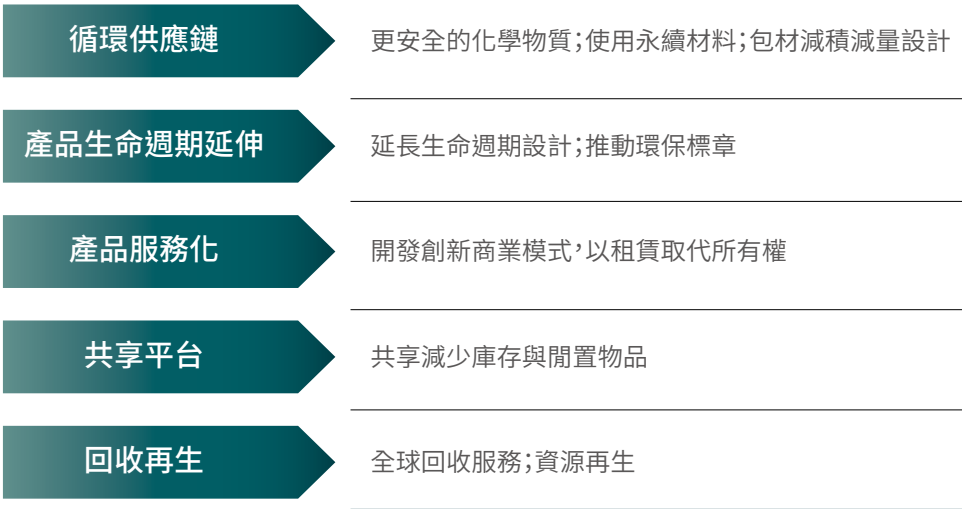 循環供應鏈
更安全的化學物質;使用永續材料;包材減積減量設計
產品生命週期延伸
延長生命週期設計;推動環保標章
產品服務化
開發創新商業模式,以租賃取代所有權
共享平台
共享減少庫存與閒置物品
回收再生
全球回收服務;資源再生